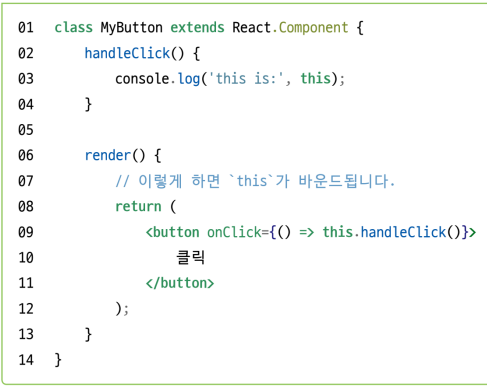 01 class MyButton extends React.Component {
02     handleClick() {
03         console.log('this is:', this);
04     }
05
06     render() {
07         // 이렇게 하면 `this`가 바운드됩니다.
08         return (
09             <button onClick={() => this.handleClick()}>
10                 클릭
11             </button>
12         );
13     }
14 }